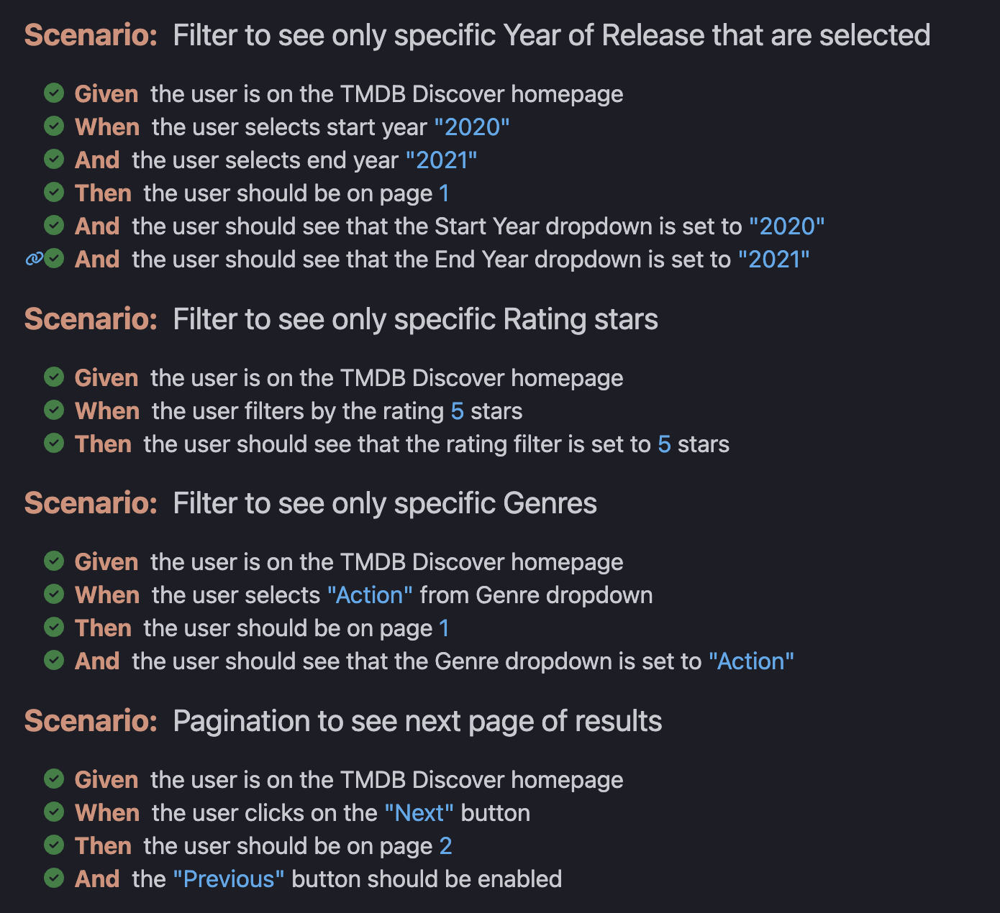 Scenario: Filter to see only specific Year of Release that are selected
Given the user is on the TMDB Discover homepage
When the user selects start year "2020"
And the user selects end year "2021"
Then the user should be on page 1
And the user should see that the Start Year dropdown is set to "2020"
And the user should see that the End Year dropdown is set to "2021"
Scenario: Filter to see only specific Rating stars
Given the user is on the TMDB Discover homepage
When the user filters by the rating 5 stars
Then the user should see that the rating filter is set to 5 stars
Scenario: Filter to see only specific Genres
Given the user is on the TMDB Discover homepage
When the user selects "Action" from Genre dropdown
Then the user should be on page 1
And the user should see that the Genre dropdown is set to "Action"
Scenario: Pagination to see next page of results
Given the user is on the TMDB Discover homepage
When the user clicks on the "Next" button
Then the user should be on page 2
And the "Previous" button should be enabled